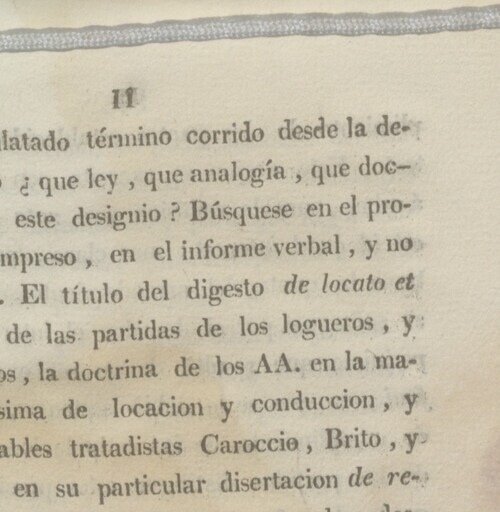 11
latado término corrido desde la de-
¿ que ley , que analogía , que doc-
este designio ? Búsquese en el pro-
mpreso , en el informe verbal , y no
. El título del digesto de locato et
de las partidas de los logueros , y
os , la doctrina de los AA. en la ma-
sima de locacion y conduccion , y
ables tratadistas Caroccio , Brito , y
en su particular disertacion de re-